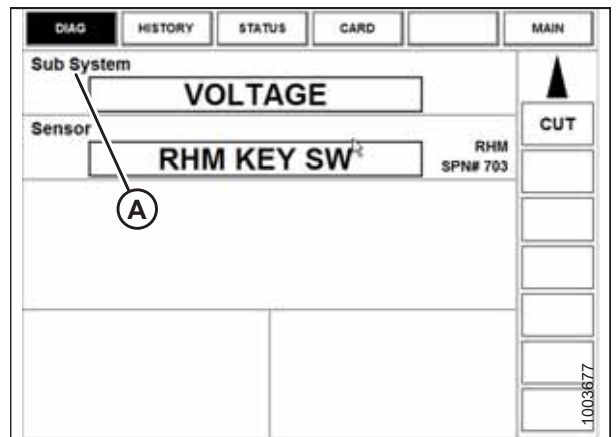 DIAG HISTORY STATUS CARD MAIN
Sub System
VOLTAGE
CUT
Sensor
RHM KEY SW
RHM
SPN# 703
A
1003677